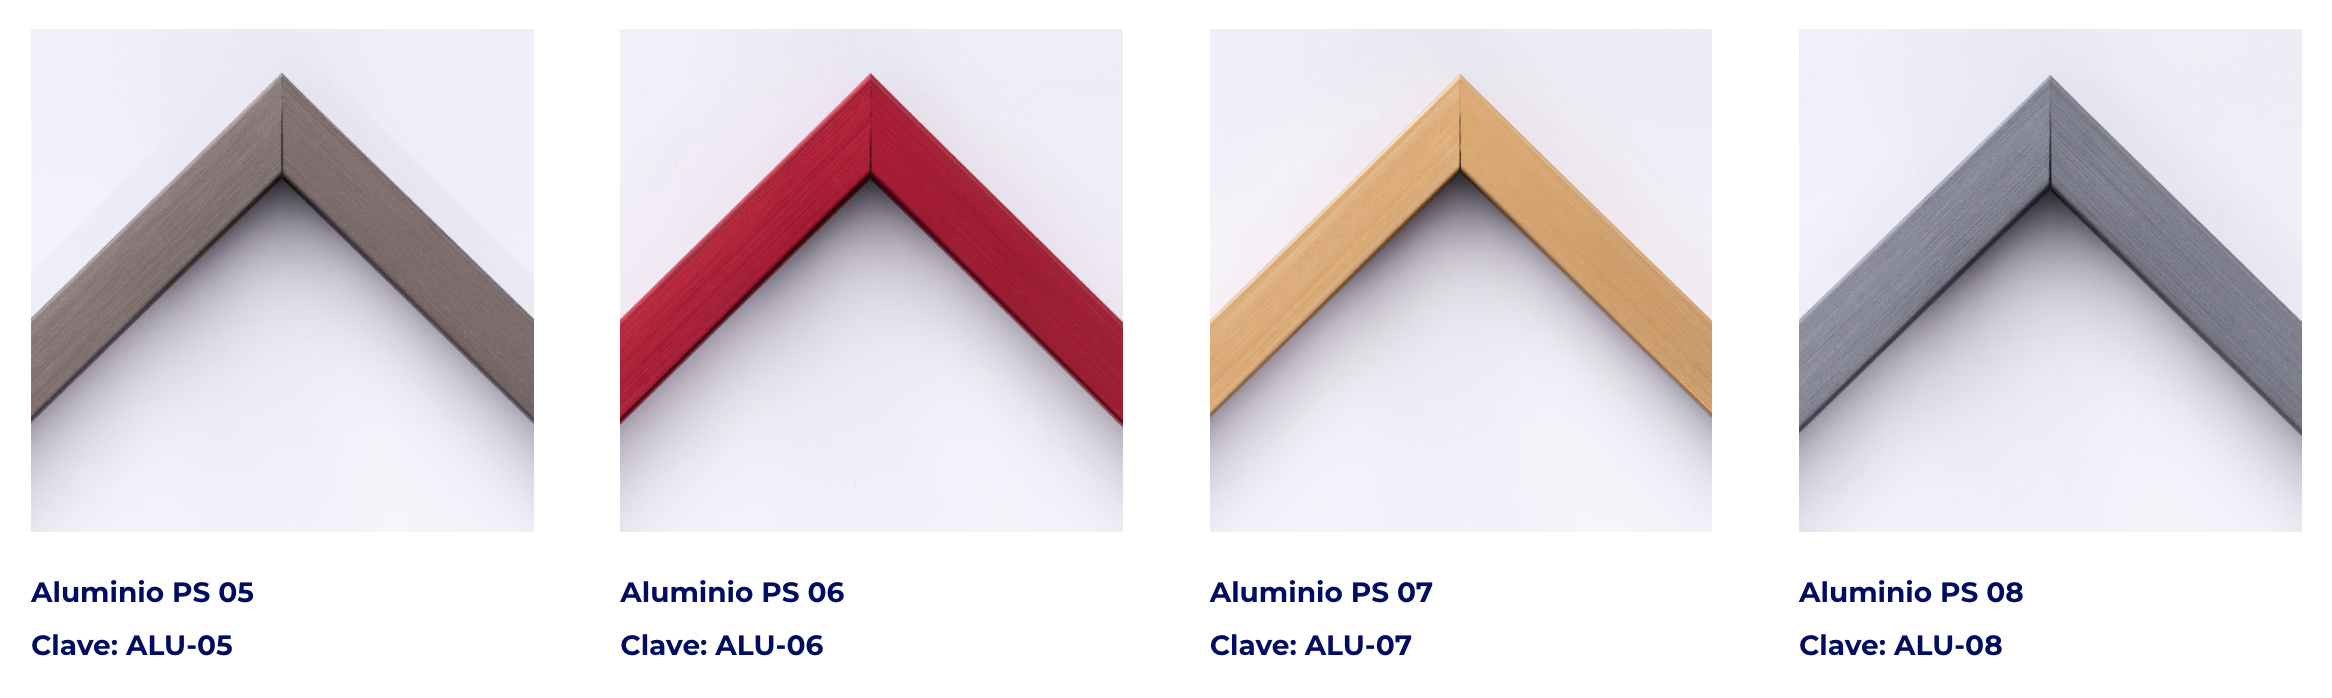 Aluminio PS 05
Clave: ALU-05
Aluminio PS 06
Clave: ALU-06
Aluminio PS 07
Clave: ALU-07
Aluminio PS 08
Clave: ALU-08